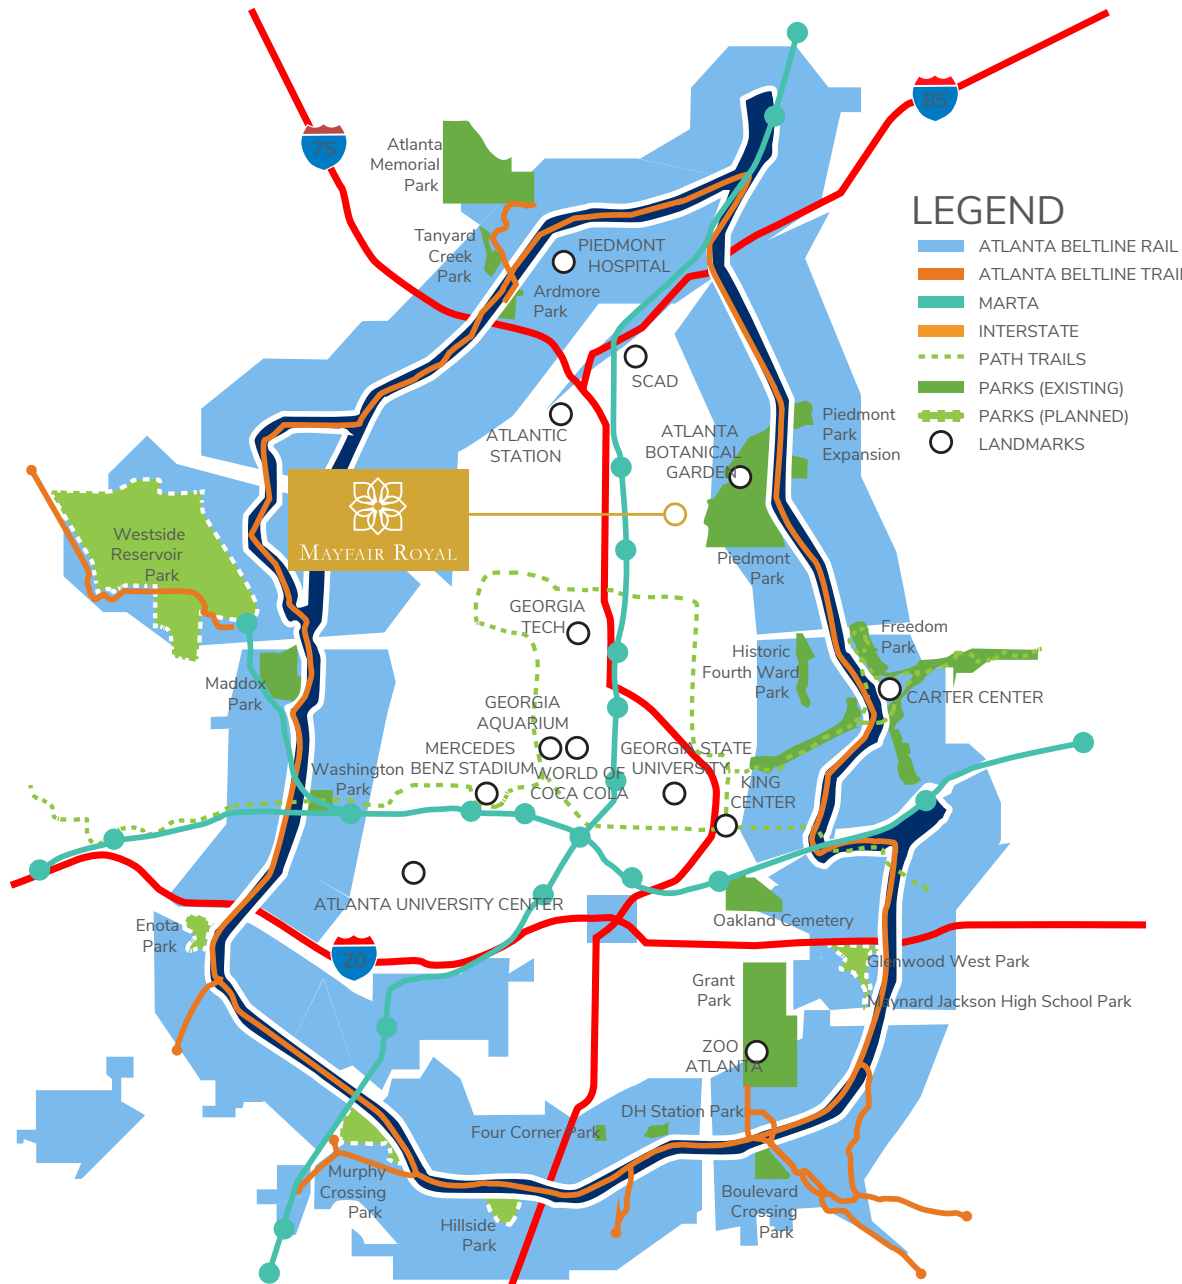 85
75
Atlanta
Memorial
Park
LEGEND
ATLANTA BELTLINE RAIL
ATLANTA BELTLINE TRAIL
MARTA
INTERSTATE
PATH TRAILS
PARKS (EXISTING)
PARKS (PLANNED)
LANDMARKS
Tanyard
Creek
Park
PIEDMONT
HOSPITAL
Ardmore
Park
SCAD
ATLANTIC
STATION
ATLANTA
BOTANICAL
GARDEN
Piedmont
Park
Expansion
MAYFAIR ROYAL
Westside
Reservoir
Park
Piedmont
Park
GEORGIA
TECH
Historic
Fourth Ward
Park
Freedom
Park
CARTER CENTER
Maddox
Park
GEORGIA
AQUARIUM
MERCEDES
BENZ STADIUM
WORLD OF
COCA COLA
GEORGIA STATE
UNIVERSITY
KING
CENTER
Washington
Park
ATLANTA UNIVERSITY CENTER
Oakland Cemetery
Enota
Park
20
Glenwood West Park
Grant
Park
Maynard Jackson High School Park
ZOO
ATLANTA
DH Station Park
Four Corner Park
Murphy
Crossing
Park
Hillside
Park
Boulevard
Crossing
Park